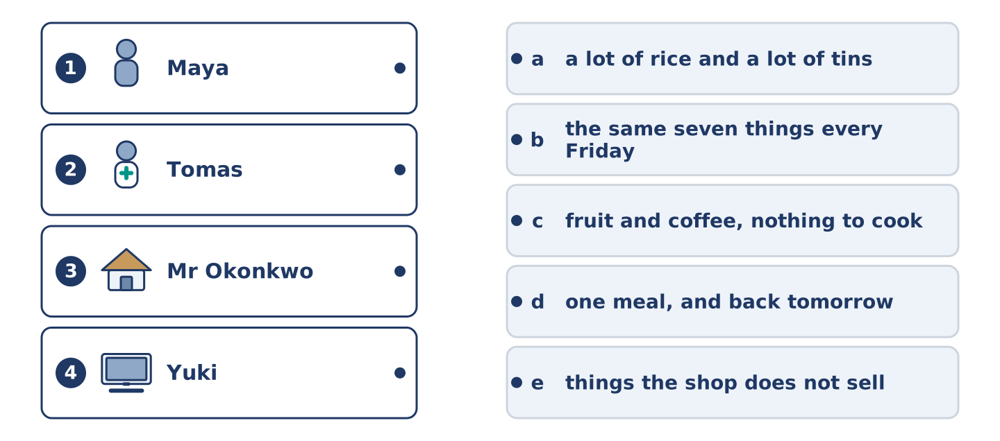 1 Maya
2 Tomas
3 Mr Okonkwo
4 Yuki
a a lot of rice and a lot of tins
b the same seven things every
Friday
c fruit and coffee, nothing to cook
d one meal, and back tomorrow
e things the shop does not sell